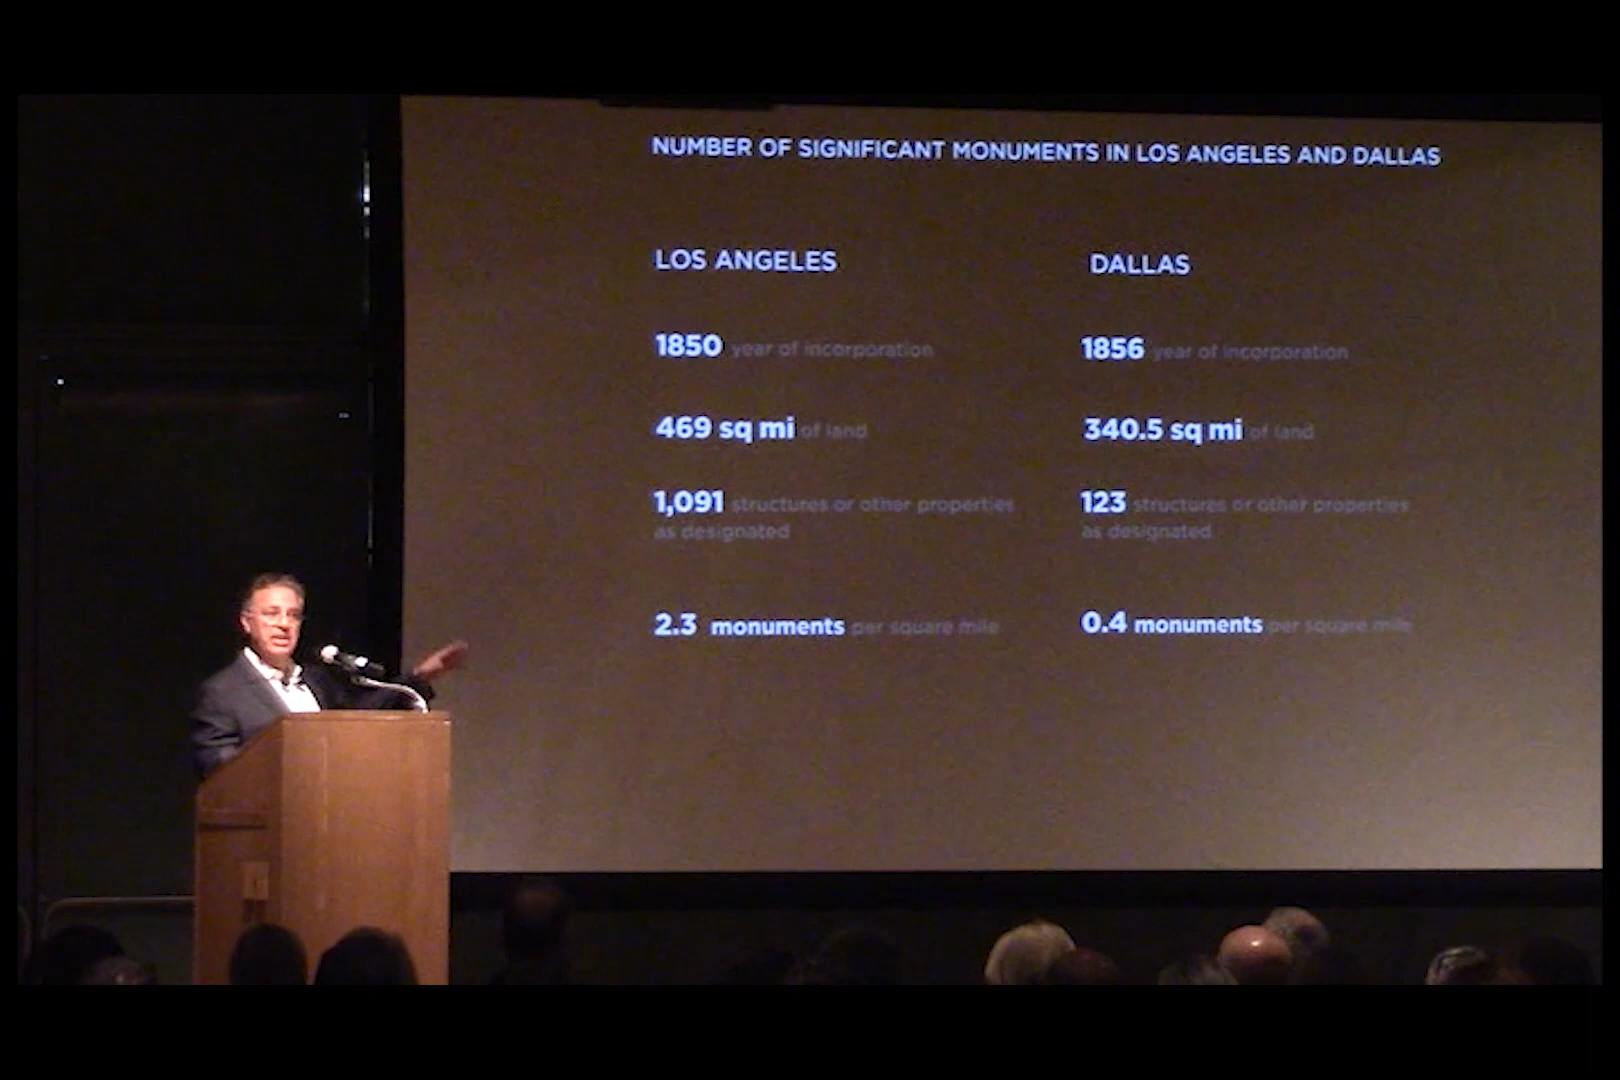 NUMBER OF SIGNIFICANT MONUMENTS IN LOS ANGELES AND DALLAS
LOS ANGELES
1850 year of incorporation
469 sq mi of land
1,091 structures or other properties
as designated
2.3 monuments per square mile
DALLAS
1856 year of incorporation
340.5 sq mi of land
123 structures or other properties
as designated
0.4 monuments per square mile